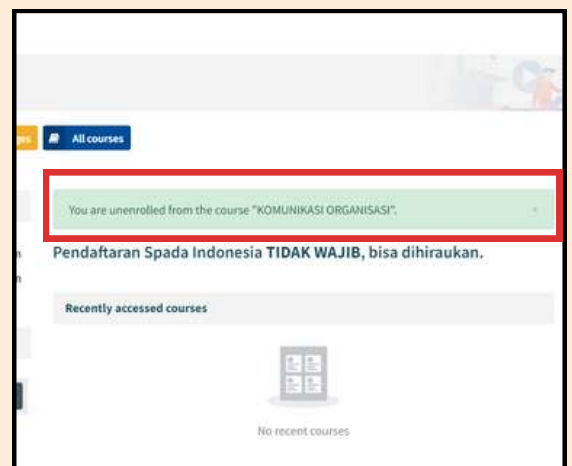 All courses
You are unenrolled from the course "KOMUNIKASI ORGANISASI".
Pendaftaran Spada Indonesia TIDAK WAJIB, bisa dihiraukan.
Recently accessed courses
No recent courses